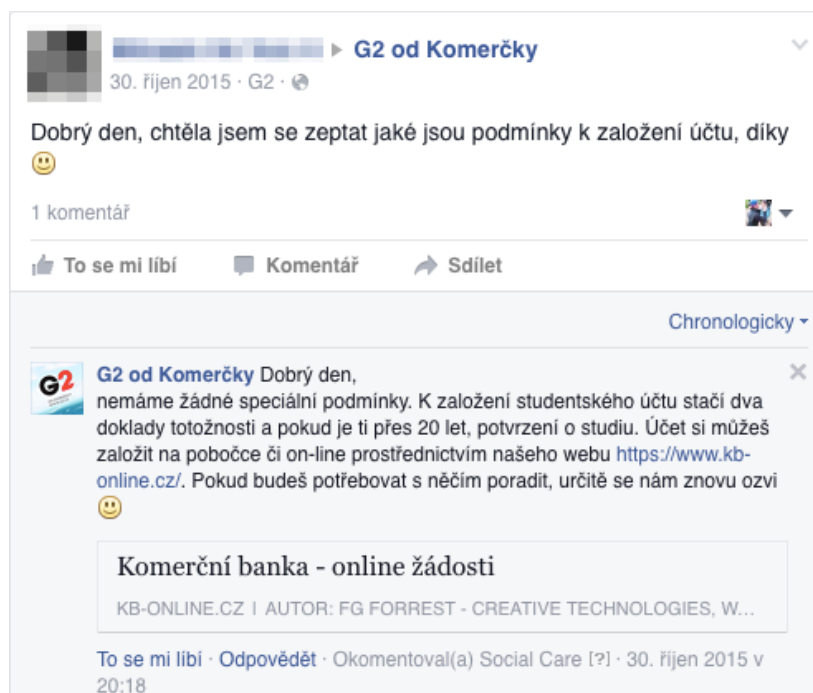 G2 od Komerčky
30. říjen 2015 · G2 ·
Dobrý den, chtěla jsem se zeptat jaké jsou podmínky k založení účtu, díky
1 komentář
To se mi líbí Komentář Sdílet
Chronologicky
G2
G2 od Komerčky Dobrý den,
nemáme žádné speciální podmínky. K založení studentského účtu stačí dva
doklady totožnosti a pokud je ti přes 20 let, potvrzení o studiu. Účet si můžeš
založit na pobočce či on-line prostřednictvím našeho webu https://www.kb-
online.cz/. Pokud budeš potřebovat s něčím poradit, určitě se nám znovu ozvi
Komerční banka - online žádosti
KB-ONLINE.CZ | AUTOR: FG FORREST - CREATIVE TECHNOLOGIES, W...
To se mi líbí · Odpovědět · Okomentoval(a) Social Care [?] · 30. říjen 2015 v
20:18